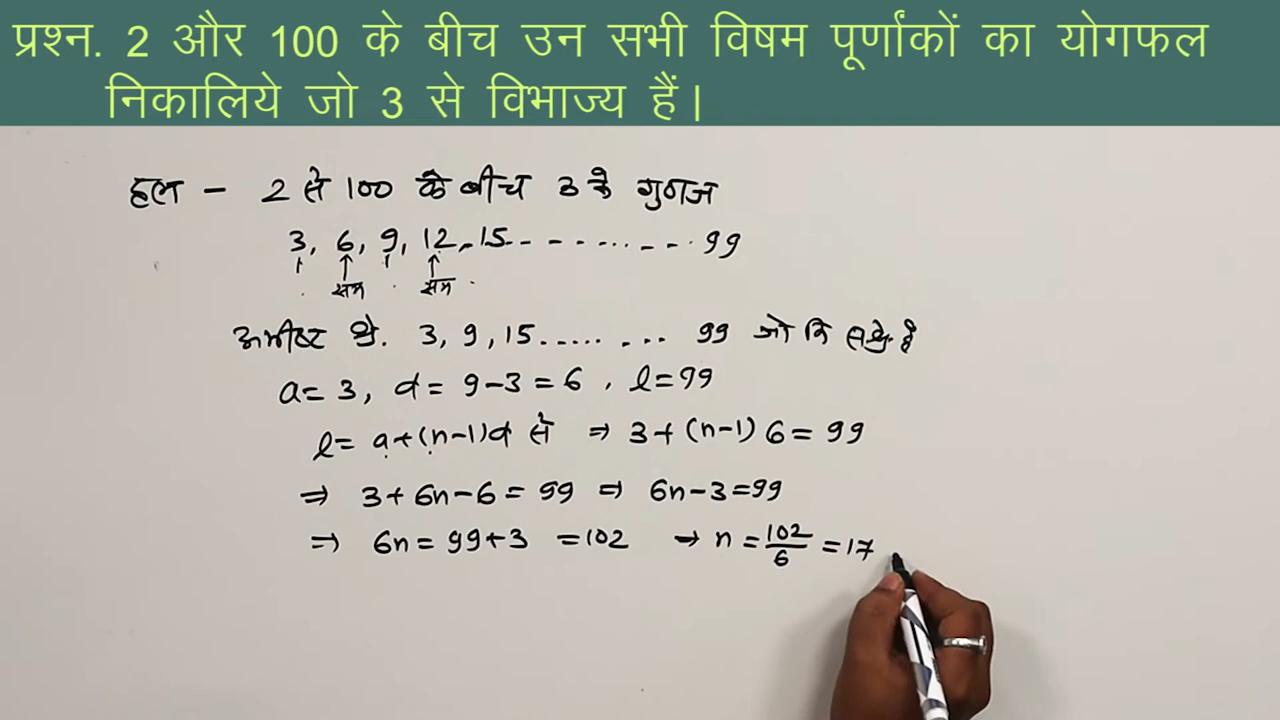 प्रश्न. 2 और 100 के बीच उन सभी विषम पूर्णांकों का योगफल
निकालिये जो 3 से विभाज्य हैं।
हल - 2 से 100 के बीच 3 के गुणज
3, 6, 9, 12, 15 - - - ...... - - - 99
सम सम
अभीष्ट श्रे. 3, 9, 15 ..... ... 99 जो कि स०श्रे० है
a = 3, d = 9-3 = 6, l = 99
l = a+(n-1)d से ⇒ 3+(n-1) 6 = 99
⇒ 3+6n-6 = 99 ⇒ 6n-3 = 99
⇒ 6n = 99+3 = 102 → n = 102/6 = 17